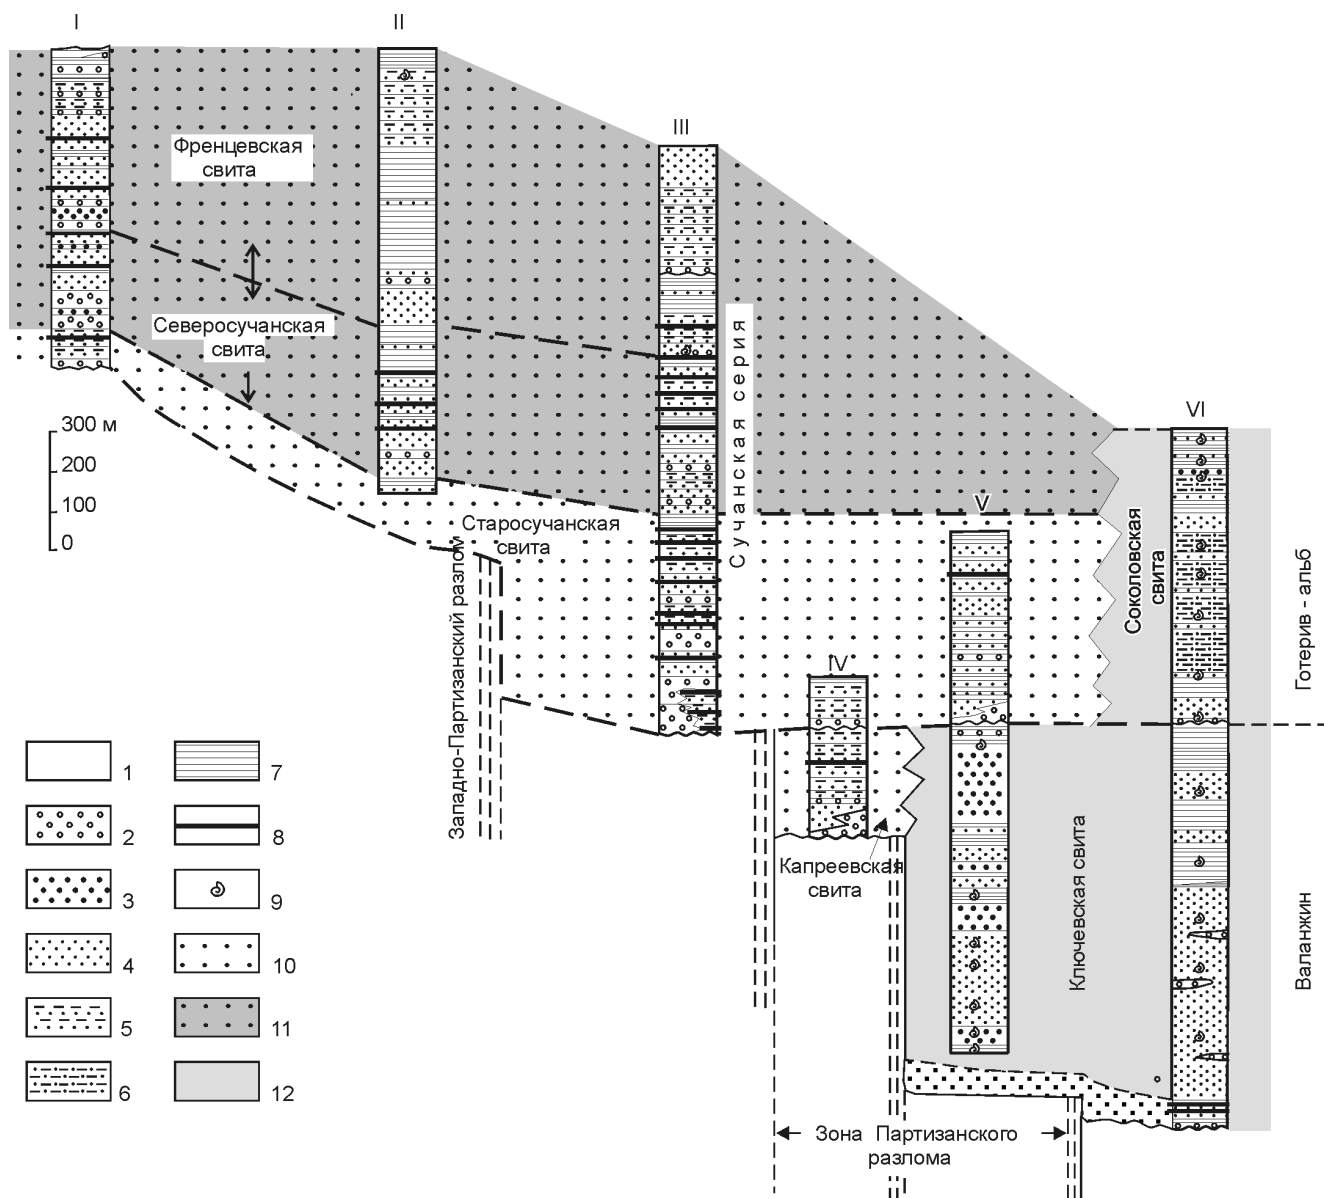 I
II
III
Френцевская
свита
Северосучанская
свита
300 м
200
100
0
Старосучанская
свита
Западно-Партизанский разлом
Сучанская серия
IV
V
VI
Соколовская
свита
Готерив - альб
Капреевская
свита
Ключевская свита
Валанжин
1
7
2
8
3
9
4
10
5
11
6
12
Зона Партизанского
разлома